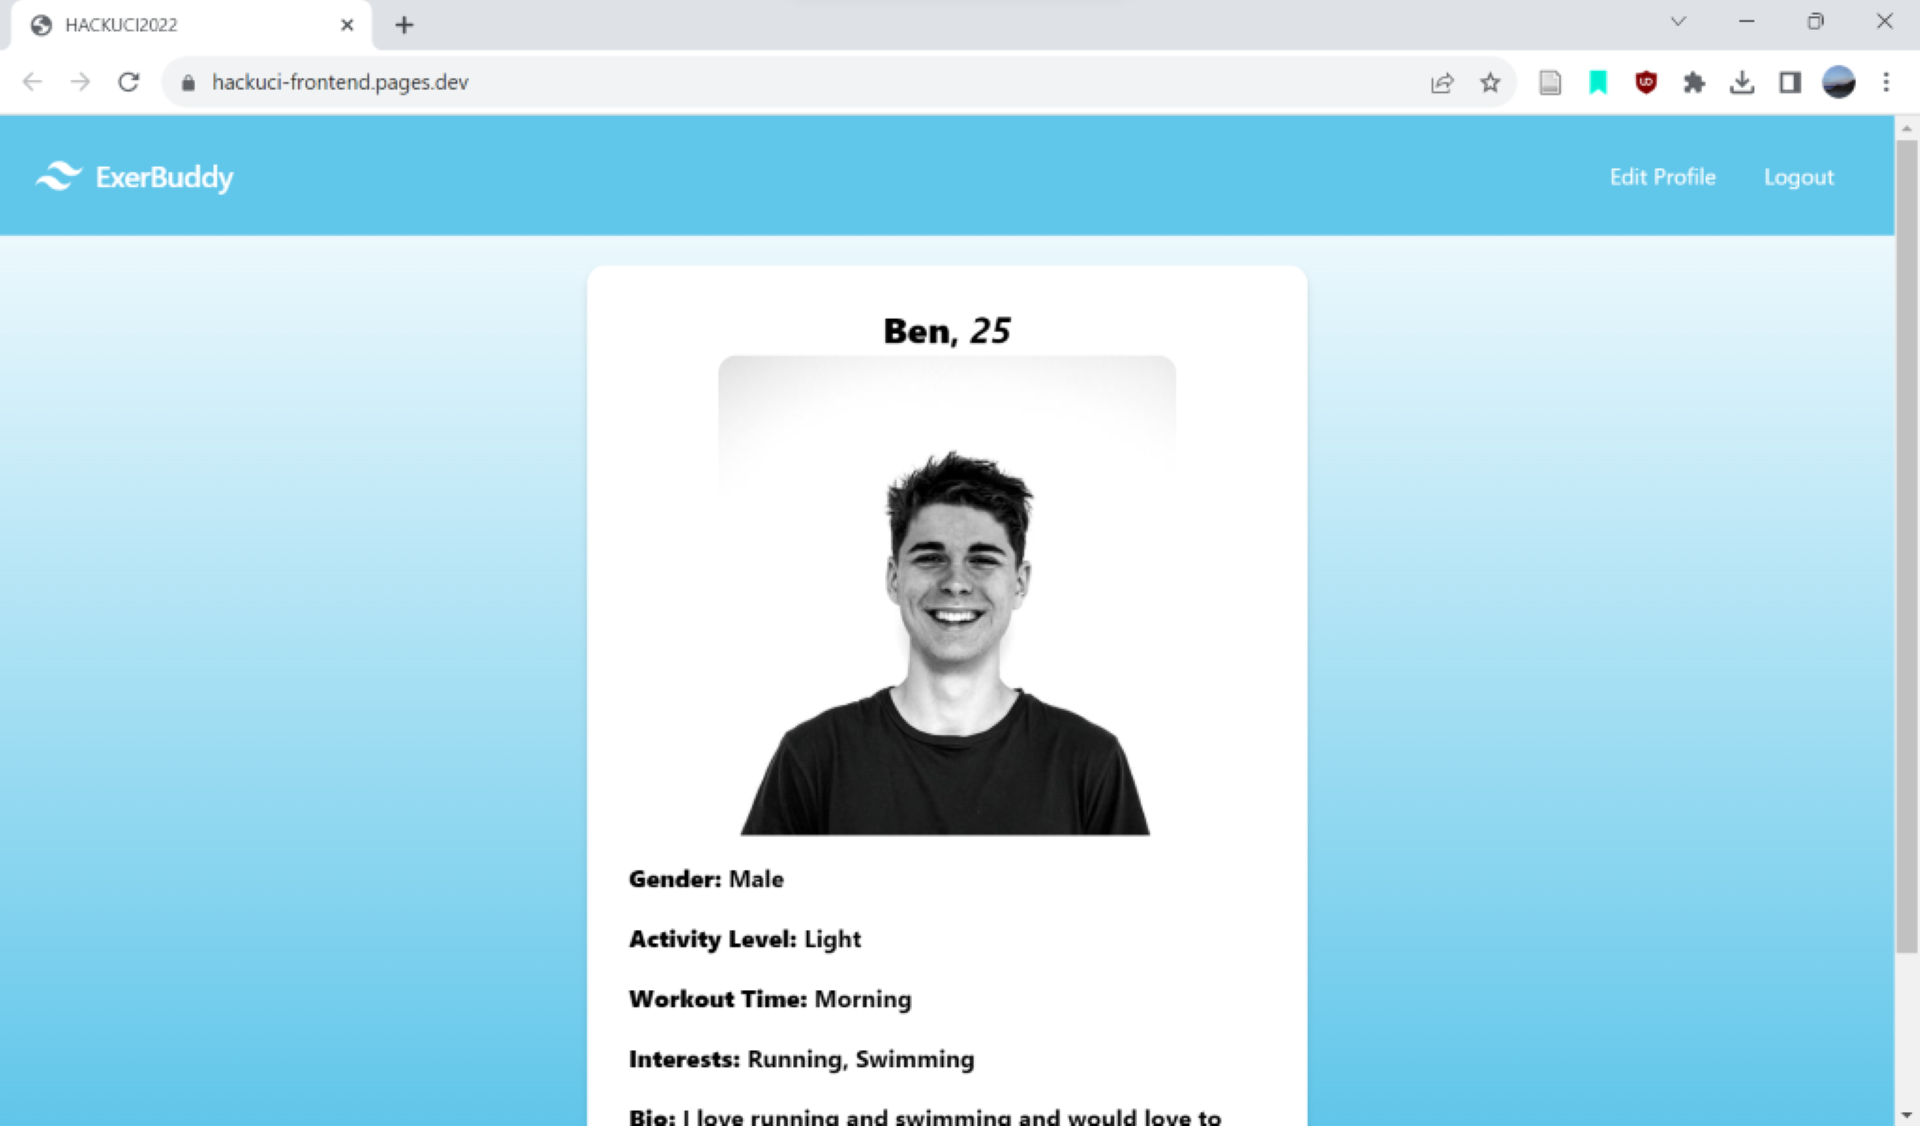 HACKUCI2022
hackuci-frontend.pages.dev
ExerBuddy
Edit Profile
Logout
Ben, 25
Gender: Male
Activity Level: Light
Workout Time: Morning
Interests: Running, Swimming
Bio: I love running and swimming and would love to